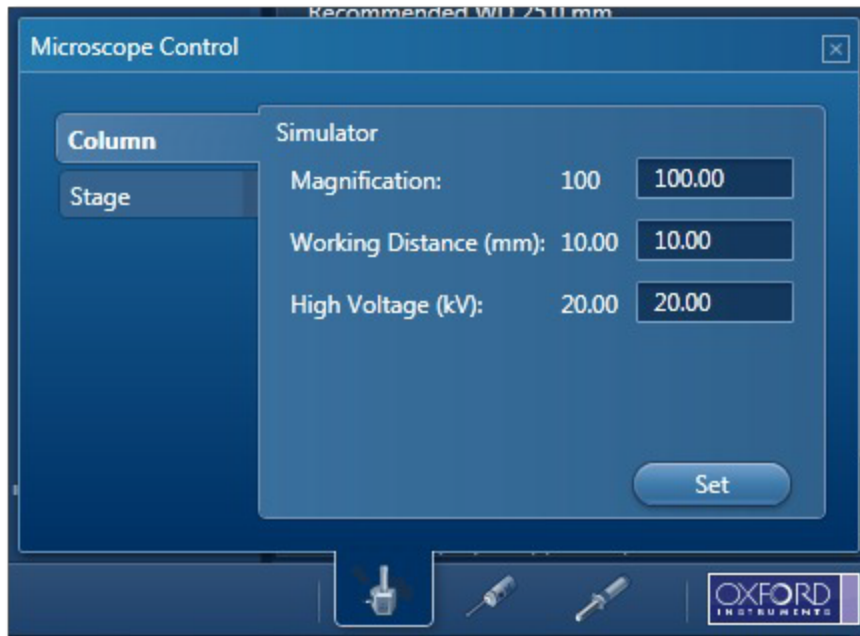 Recommended WD 25.0 mm
Microscope Control
Column
Stage
Simulator
Magnification: 100 100.00
Working Distance (mm): 10.00 10.00
High Voltage (kV): 20.00 20.00
Set
OXFORD
INSTRUMENTS